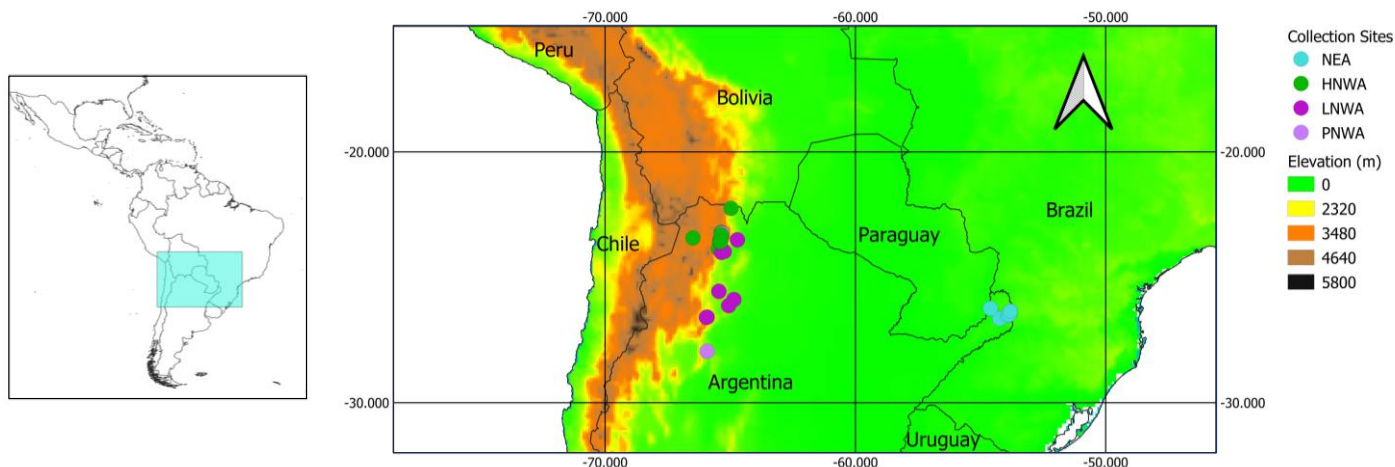 -70.000 -60.000 -50.000
Peru
Bolivia
-20.000 -20.000
Brazil
Paraguay
Chile
Argentina
-30.000 -30.000
Uruguay
-70.000 -60.000 -50.000
Collection Sites
NEA
HNWA
LNWA
PNWA
Elevation (m)
0
2320
3480
4640
5800